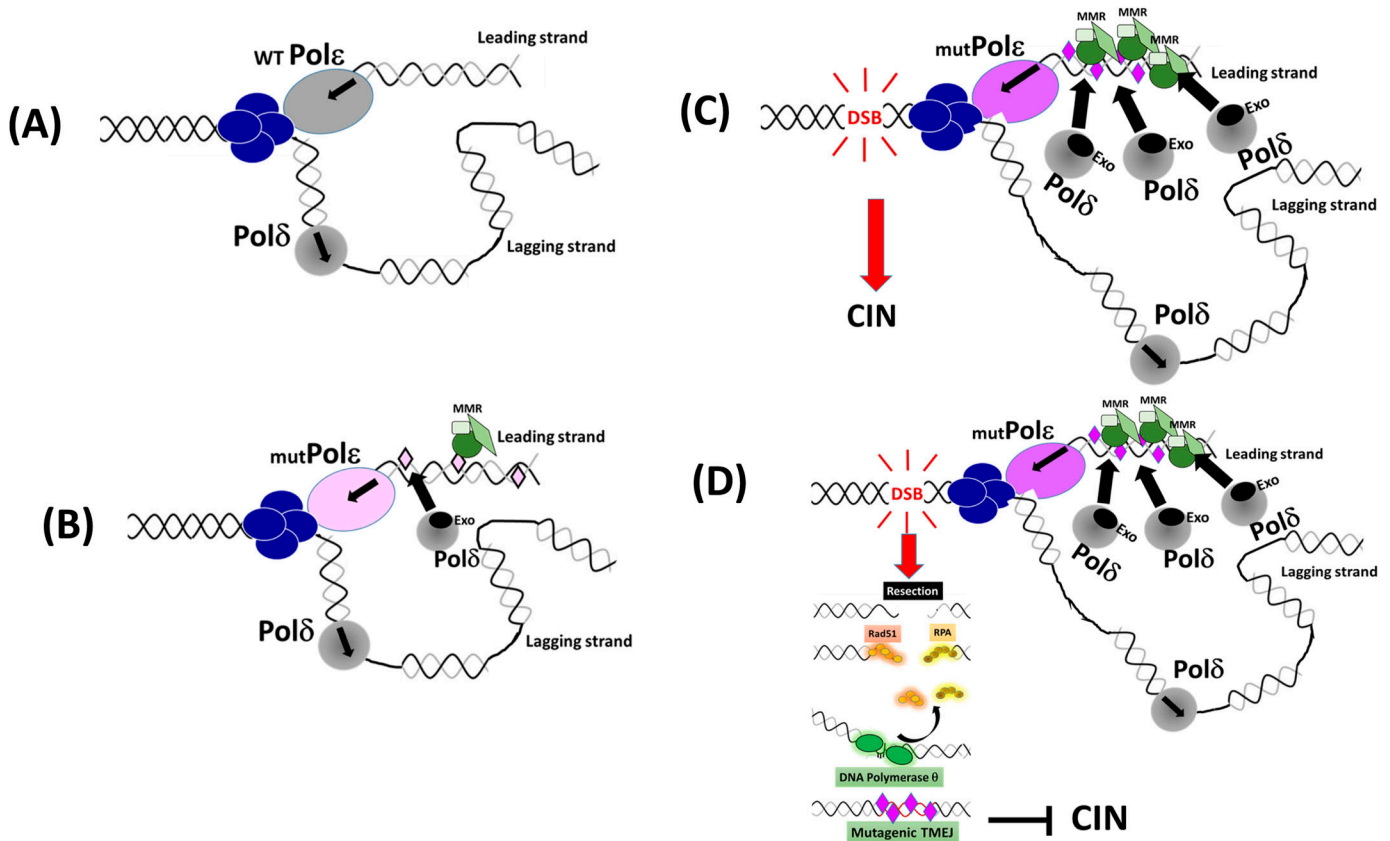 (A)
WT Polε
Leading strand
Polδ
Lagging strand
(B)
mutPolε
MMR
Leading strand
Exo
Polδ
Polδ
Lagging strand
(C)
DSB
CIN
mutPolε
MMR
MMR
MMR
Leading strand
Exo
Polδ
Exo
Polδ
Exo
Polδ
Lagging strand
Polδ
(D)
DSB
mutPolε
MMR
MMR
MMR
Leading strand
Exo
Polδ
Exo
Polδ
Exo
Polδ
Lagging strand
Polδ
Resection
Rad51
RPA
DNA Polymerase θ
Mutagenic TMEJ
CIN